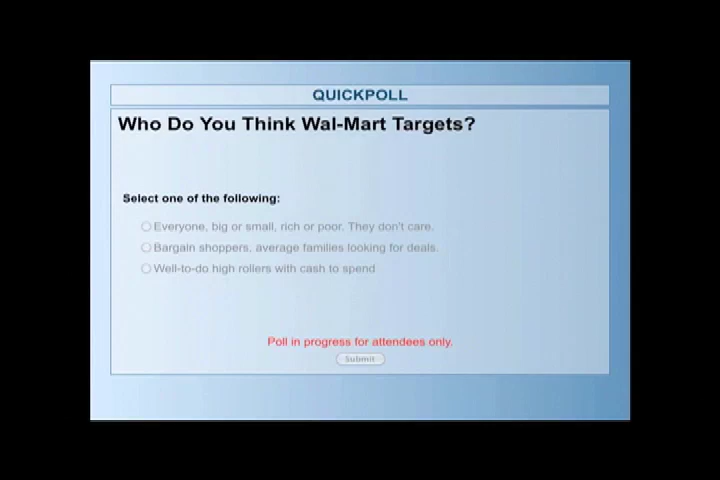 QUICKPOLL
Who Do You Think Wal-Mart Targets?
Select one of the following:
Everyone, big or small, rich or poor. They don't care.
Bargain shoppers, average families looking for deals.
Well-to-do high rollers with cash to spend
Poll in progress for attendees only.
Submit